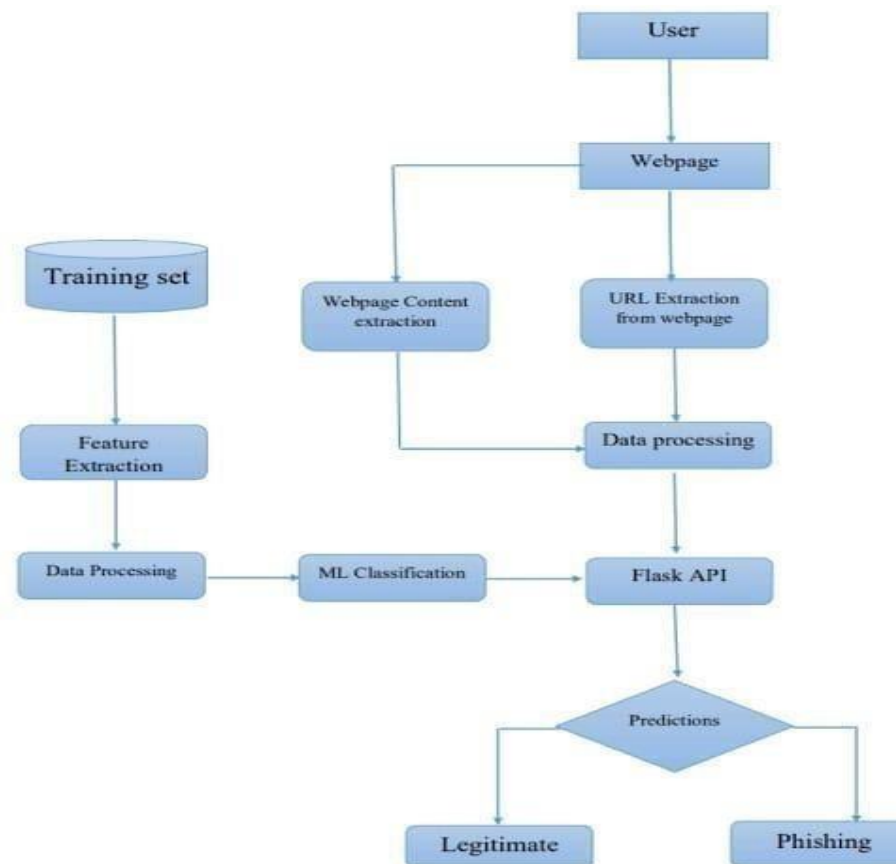 User
Webpage
Training set
Webpage Content
extraction
URL Extraction
from webpage
Feature
Extraction
Data processing
Data Processing
ML Classification
Flask API
Predictions
Legitimate
Phishing